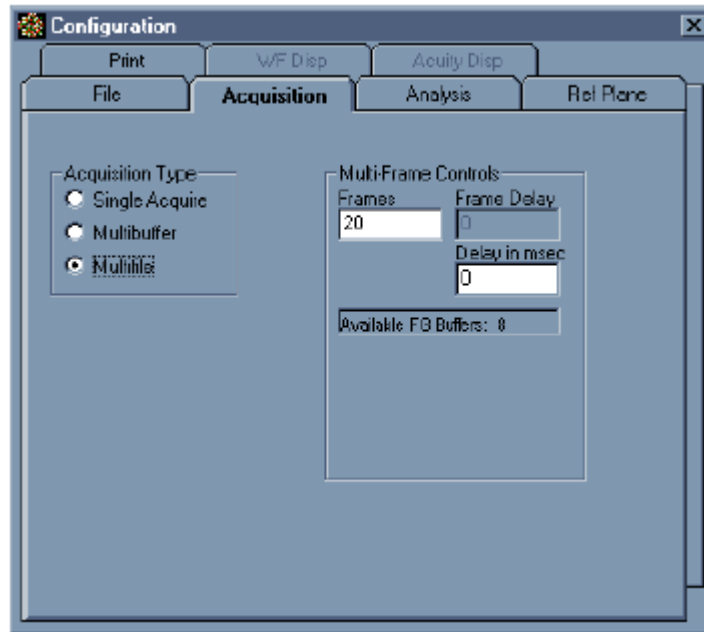 Configuration
Print WF Disp Acuity Disp
File Acquisition Analysis Ref Plane
Acquisition Type
Single Acquire
Multibuffer
Multifile
Multi-Frame Controls
Frames Frame Delay
20 0
Delay in msec
0
Available FG Buffers: 8